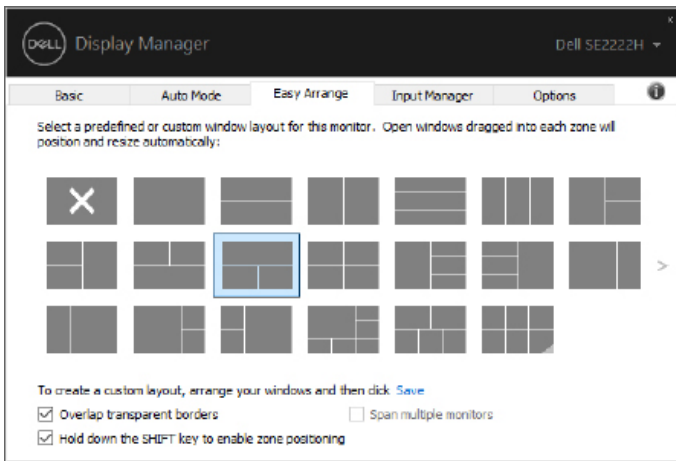 x
DELL Display Manager Dell SE2222H
Basic Auto Mode Easy Arrange Input Manager Options i
Select a predefined or custom window layout for this monitor. Open windows dragged into each zone will
position and resize automatically:
>
To create a custom layout, arrange your windows and then click Save
Overlap transparent borders Span multiple monitors
Hold down the SHIFT key to enable zone positioning